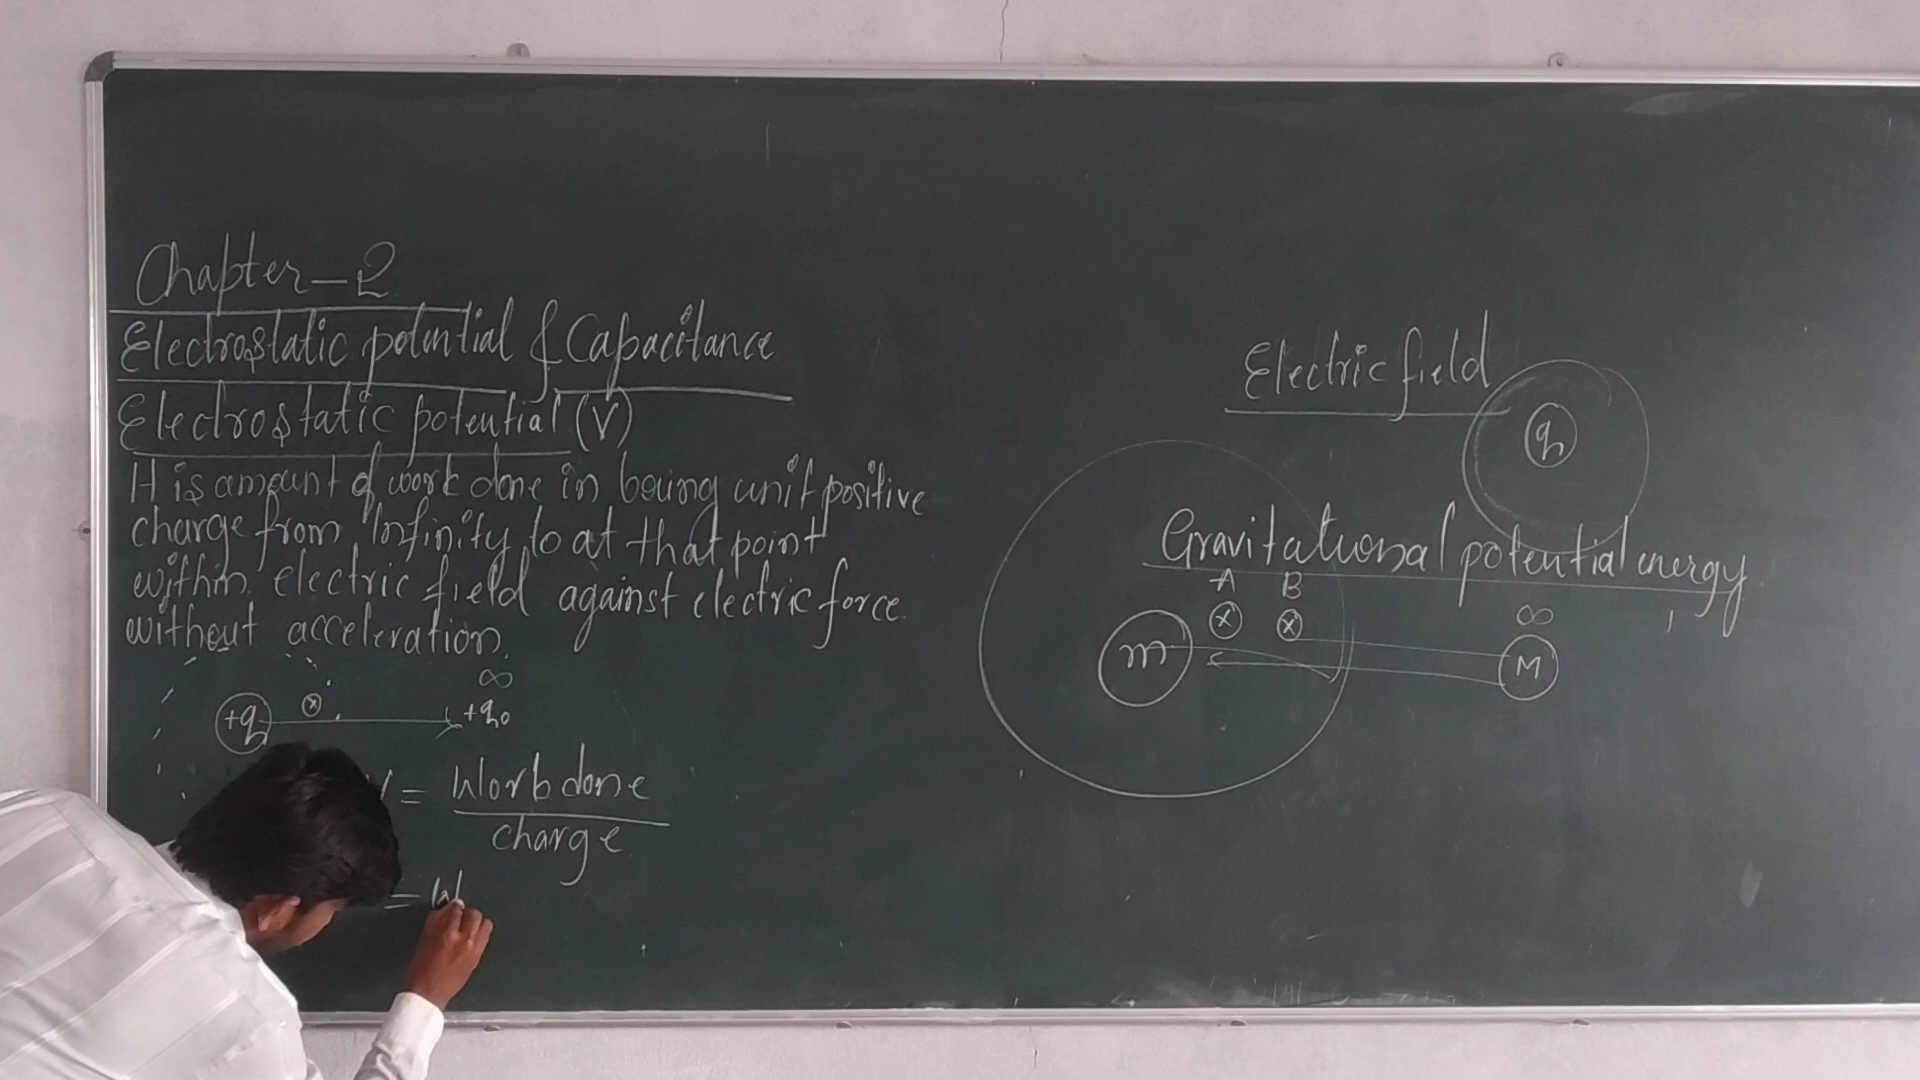 Chapter-2
Electrostatic potential & Capacitance
Electrostatic potential (V)
It is amount of work done in being unit positive
charge from Infinity to at that point
within electric field against electric force
without acceleration.
∞
+q x +q₀
V = Work done
charge
= W
Electric field
q
Gravitational potential energy
A B
x x ∞
m M